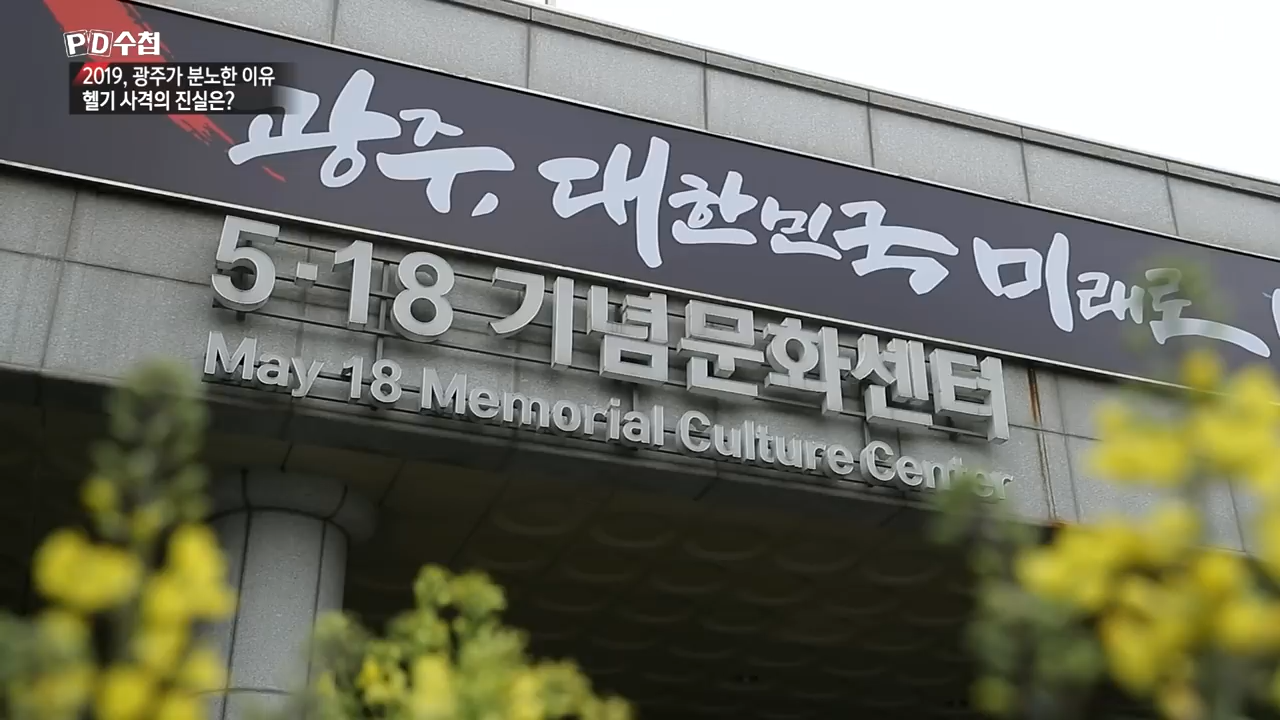 PD수첩
2019, 광주가 분노한 이유
헬기 사격의 진실은?
광주, 대한민국 미래로
5·18 기념문화센터
May 18 Memorial Culture Center